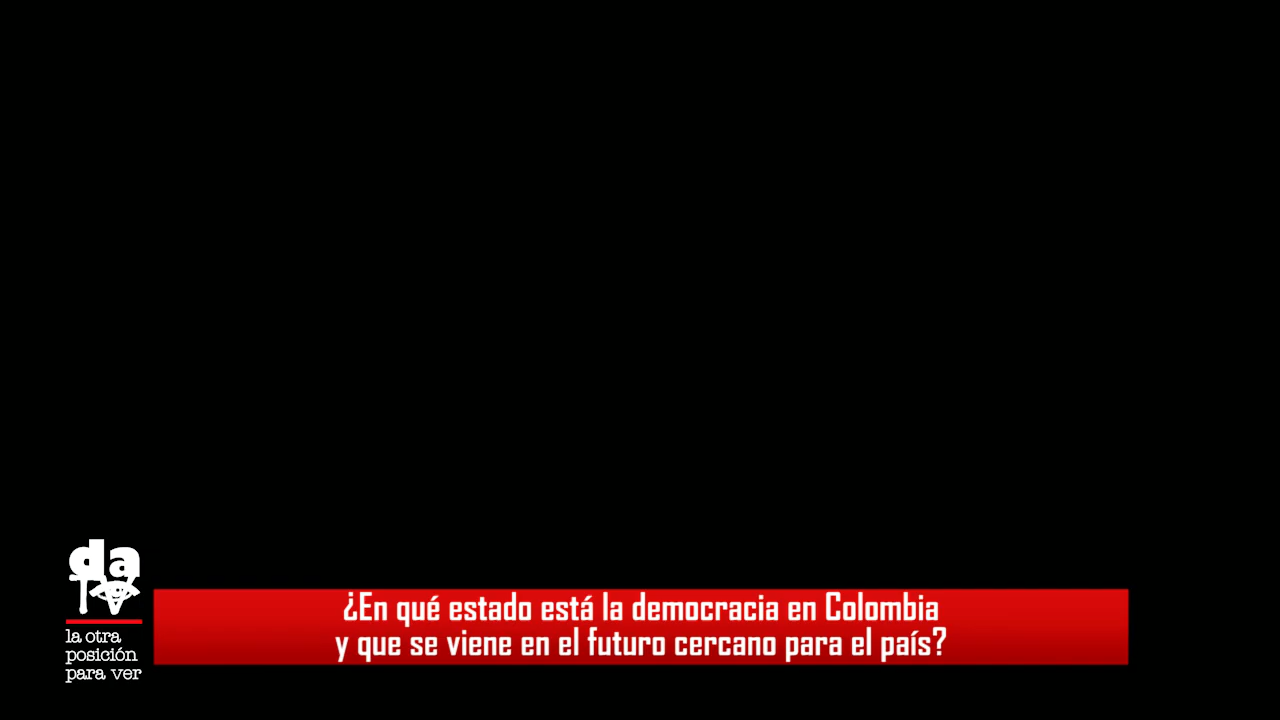 da
TV
la otra
posición
para ver
¿En qué estado está la democracia en Colombia
y que se viene en el futuro cercano para el país?